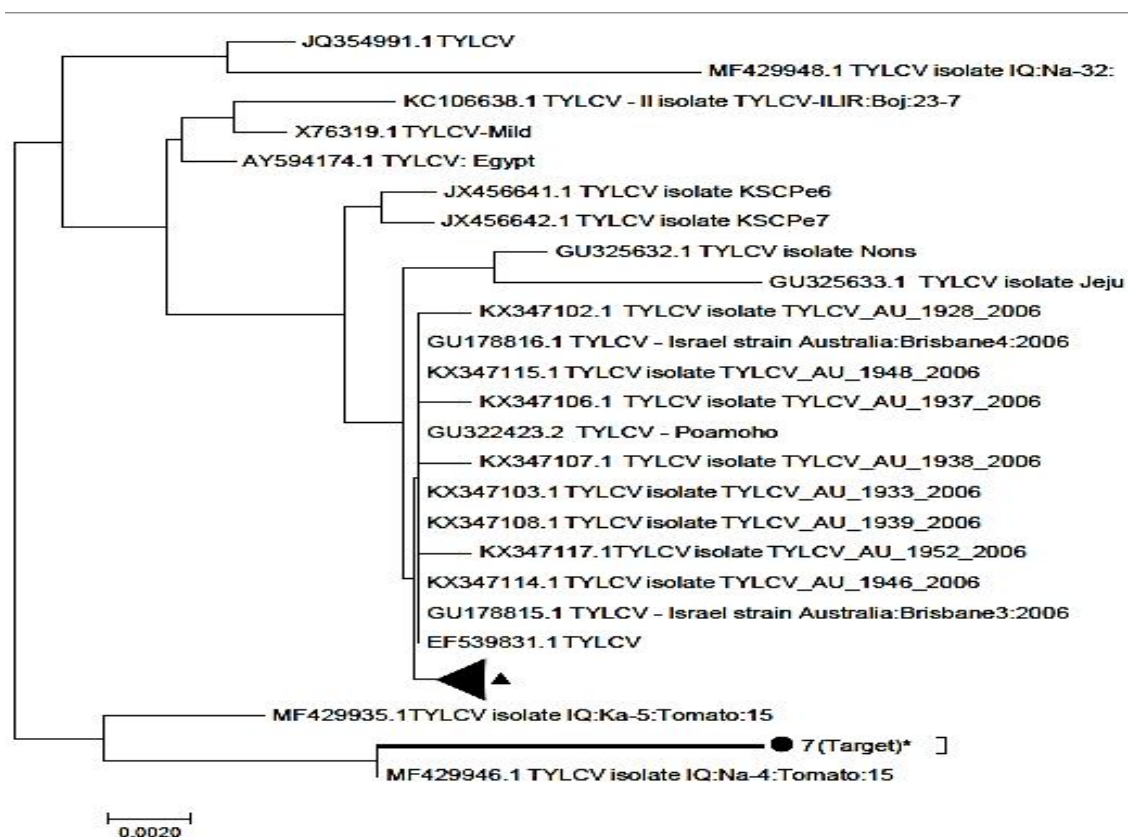 JQ354991.1 TYLCV
MF429948.1 TYLCV isolate IQ:Na-32:
KC106638.1 TYLCV - II isolate TYLCV-ILIR:Boj:23-7
X76319.1 TYLCV-Mild
AY594174.1 TYLCV: Egypt
JX456641.1 TYLCV isolate KSCPe6
JX456642.1 TYLCV isolate KSCPe7
GU325632.1 TYLCV isolate Nons
GU325633.1 TYLCV isolate Jeju
KX347102.1 TYLCV isolate TYLCV_AU_1928_2006
GU178816.1 TYLCV - Israel strain Australia:Brisbane4:2006
KX347115.1 TYLCV isolate TYLCV_AU_1948_2006
KX347106.1 TYLCV isolate TYLCV_AU_1937_2006
GU322423.2 TYLCV - Poamoho
KX347107.1 TYLCV isolate TYLCV_AU_1938_2006
KX347103.1 TYLCV isolate TYLCV_AU_1933_2006
KX347108.1 TYLCV isolate TYLCV_AU_1939_2006
KX347117.1TYLCV isolate TYLCV_AU_1952_2006
KX347114.1 TYLCV isolate TYLCV_AU_1946_2006
GU178815.1 TYLCV - Israel strain Australia:Brisbane3:2006
EF539831.1 TYLCV
MF429935.1TYLCV isolate IQ:Ka-5:Tomato:15
7 (Target)*
MF429946.1 TYLCV isolate IQ:Na-4:Tomato:15
0.0020